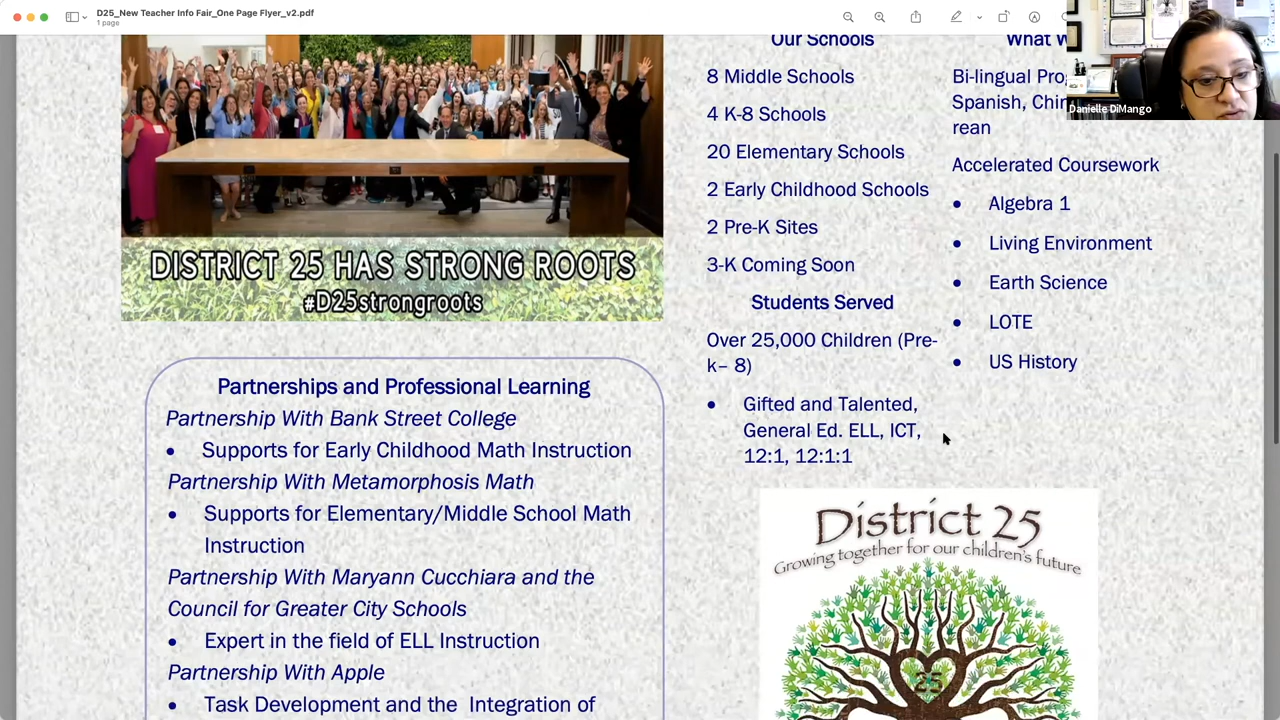 D25_New Teacher Info Fair_One Page Flyer_v2.pdf
1 page
Danielle DiMango
DISTRICT 25 HAS STRONG ROOTS
#D25strongroots
Partnerships and Professional Learning
Partnership With Bank Street College
• Supports for Early Childhood Math Instruction
Partnership With Metamorphosis Math
• Supports for Elementary/Middle School Math
Instruction
Partnership With Maryann Cucchiara and the
Council for Greater City Schools
• Expert in the field of ELL Instruction
Partnership With Apple
• Task Development and the Integration of
Our Schools
8 Middle Schools
4 K-8 Schools
20 Elementary Schools
2 Early Childhood Schools
2 Pre-K Sites
3-K Coming Soon
Students Served
Over 25,000 Children (Pre-
k– 8)
• Gifted and Talented,
General Ed. ELL, ICT,
12:1, 12:1:1
What
Bi-lingual
Spanish,
rean
Accelerated Coursework
• Algebra 1
• Living Environment
• Earth Science
• LOTE
• US History
District 25
Growing together for our children's future
25